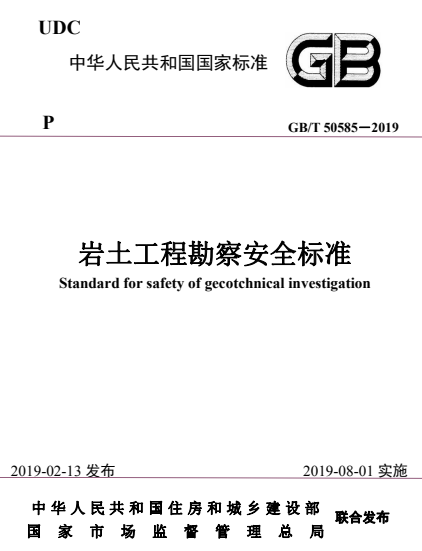 UDC
中华人民共和国国家标准
GB
P
GB/T 50585－2019
岩土工程勘察安全标准
Standard for safety of gecotchnical investigation
2019-02-13 发布
2019-08-01 实施
中华人民共和国住房和城乡建设部
国家市场监督管理总局
联合发布